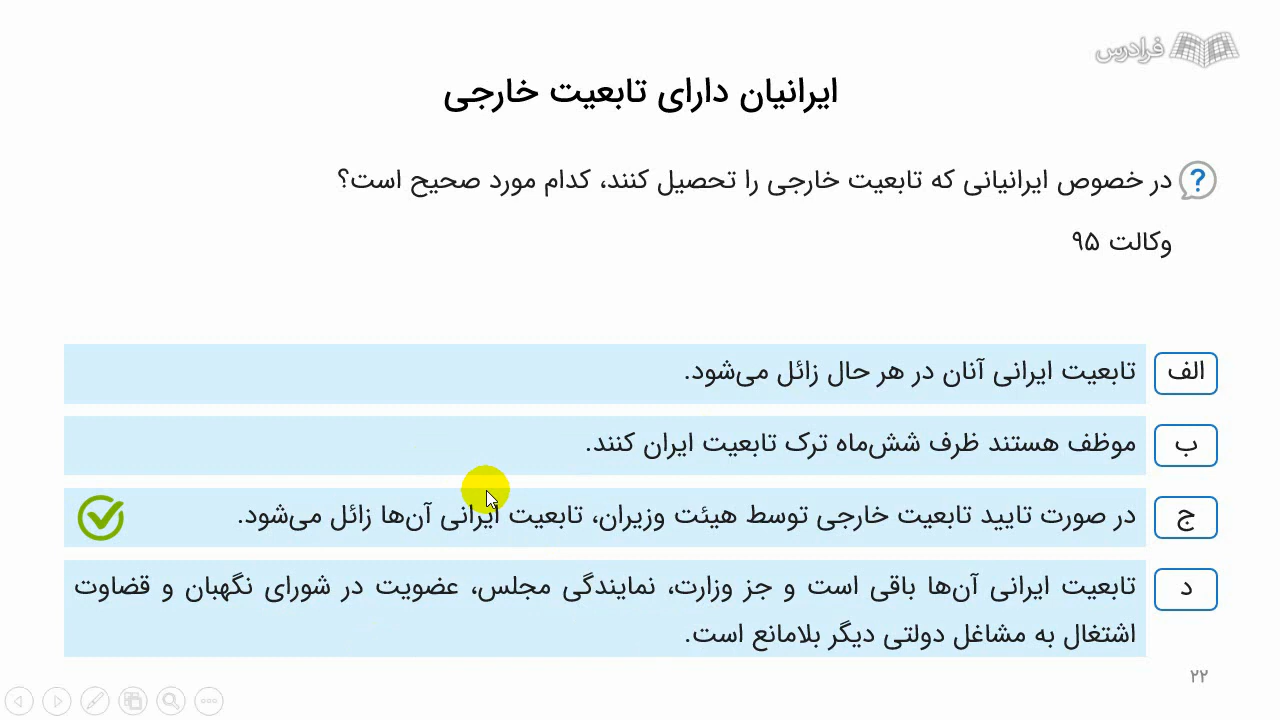 فرادرس
ایرانیان دارای تابعیت خارجی
در خصوص ایرانیانی که تابعیت خارجی را تحصیل کنند، کدام مورد صحیح است؟
وکالت ۹۵
الف
تابعیت ایرانی آنان در هر حال زائل می‌شود.
ب
موظف هستند ظرف شش‌ماه ترک تابعیت ایران کنند.
ج
در صورت تایید تابعیت خارجی توسط هیئت وزیران، تابعیت ایرانی آن‌ها زائل می‌شود.
د
تابعیت ایرانی آن‌ها باقی است و جز وزارت، نمایندگی مجلس، عضویت در شورای نگهبان و قضاوت
اشتغال به مشاغل دولتی دیگر بلامانع است.
۲۲